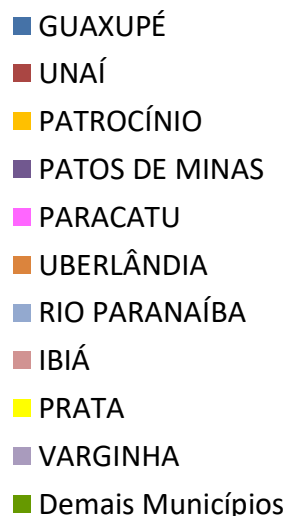 GUAXUPÉ
UNAÍ
PATROCÍNIO
PATOS DE MINAS
PARACATU
UBERLÂNDIA
RIO PARANAÍBA
IBIÁ
PRATA
VARGINHA
Demais Municípios